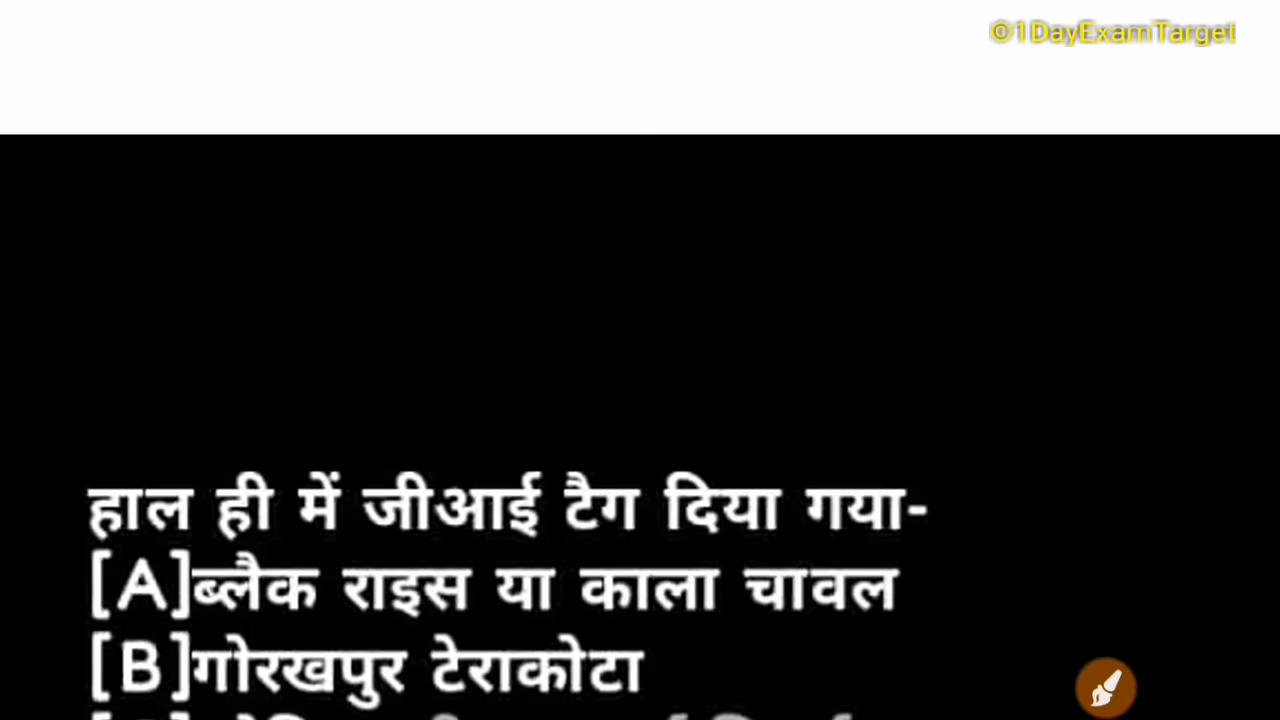 ©1DayExamTarget
हाल ही में जीआई टैग दिया गया-
[A]ब्लैक राइस या काला चावल
[B]गोरखपुर टेराकोटा